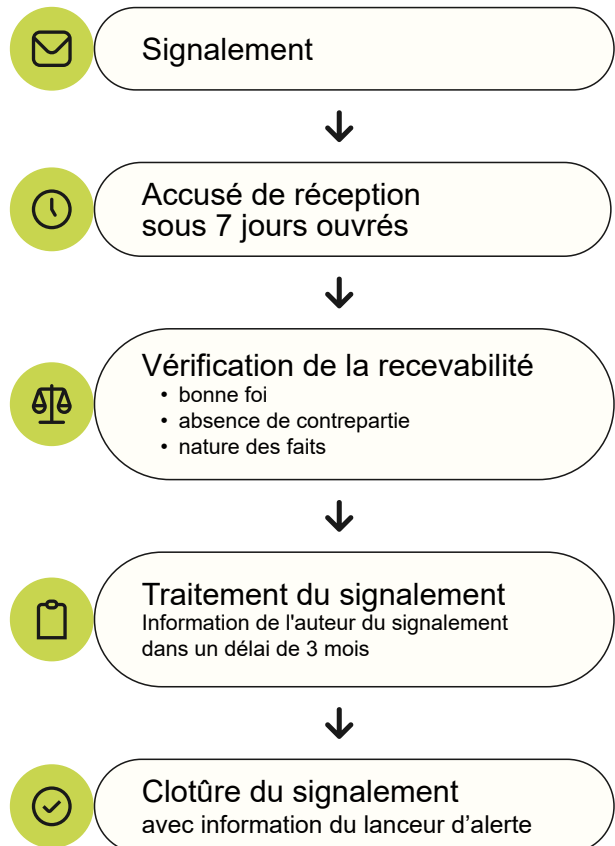 Signalement
Accusé de réception
sous 7 jours ouvrés
Vérification de la recevabilité
• bonne foi
• absence de contrepartie
• nature des faits
Traitement du signalement
Information de l'auteur du signalement
dans un délai de 3 mois
Clotûre du signalement
avec information du lanceur d’alerte